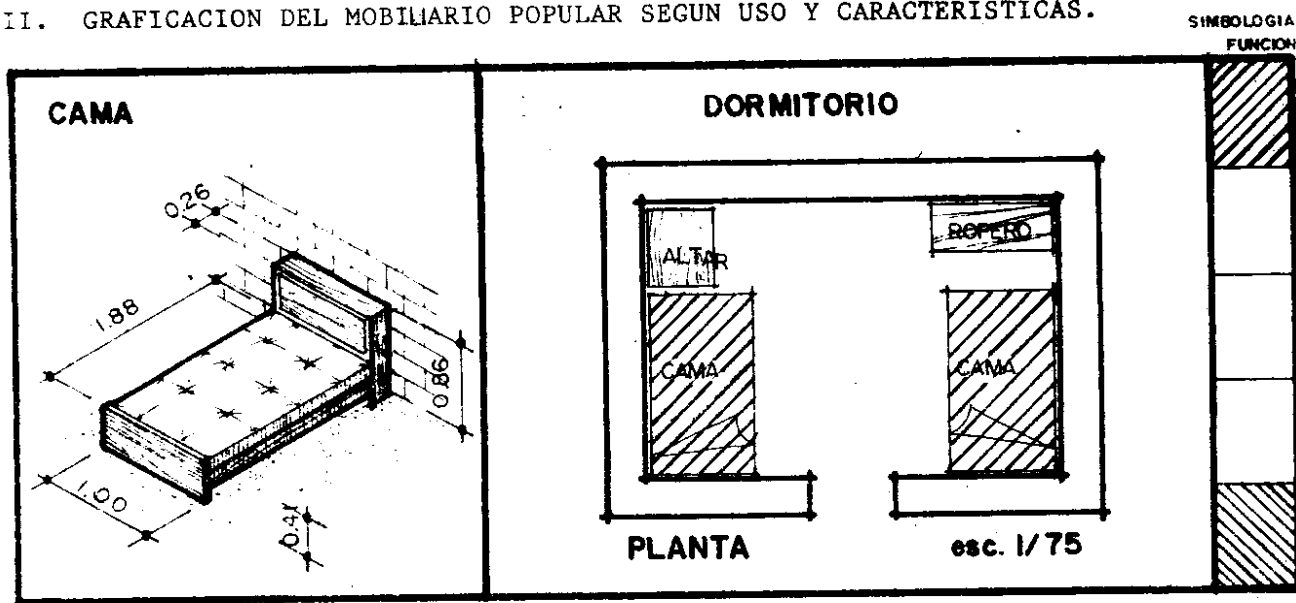 II. GRAFICACION DEL MOBILIARIO POPULAR SEGUN USO Y CARACTERISTICAS.
SIMBOLOGIA
FUNCION
CAMA
0.26
1.88
0.86
1.00
0.41
DORMITORIO
ALTAR
ROPERO
CAMA
CAMA
PLANTA
esc. 1/75